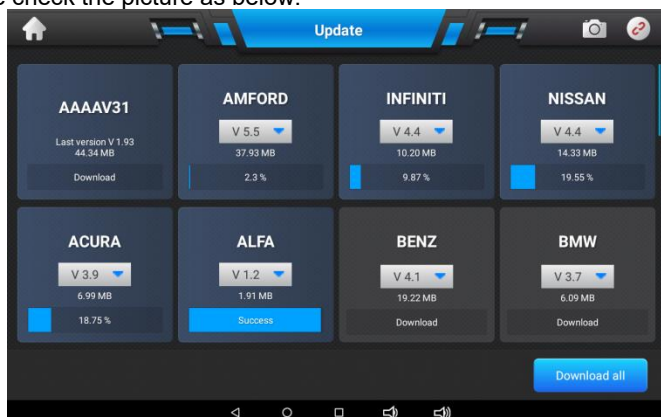 e check the picture as below:
Update
AAAAV31
Last version V 1.93
44.34 MB
Download
AMFORD
V 5.5
37.93 MB
2.3 %
INFINITI
V 4.4
10.20 MB
9.87 %
NISSAN
V 4.4
14.33 MB
19.55 %
ACURA
V 3.9
6.99 MB
18.75 %
ALFA
V 1.2
1.91 MB
Success
BENZ
V 4.1
19.22 MB
Download
BMW
V 3.7
6.09 MB
Download
Download all